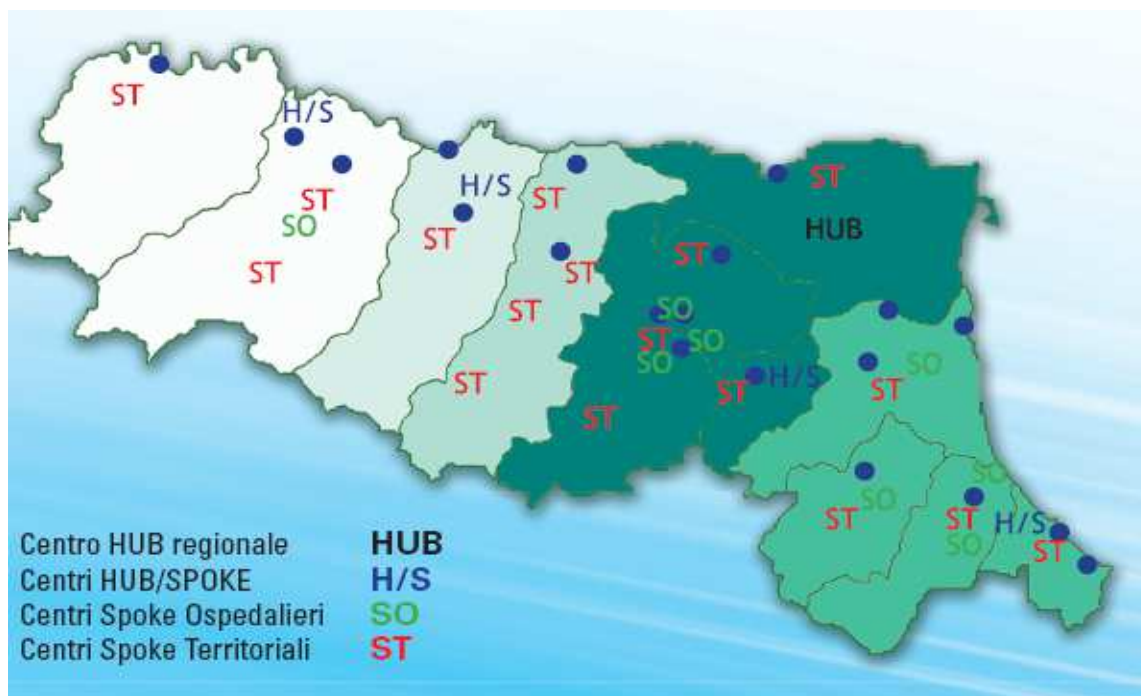 ST
H/S
ST
SO
ST
H/S
ST
ST
ST
ST
ST
ST
HUB
ST
SO
ST
SO
SO
ST
ST
H/S
SO
ST
SO
ST
SO
ST
SO
H/S
ST
Centro HUB regionale HUB
Centri HUB/SPOKE H/S
Centri Spoke Ospedalieri SO
Centri Spoke Territoriali ST